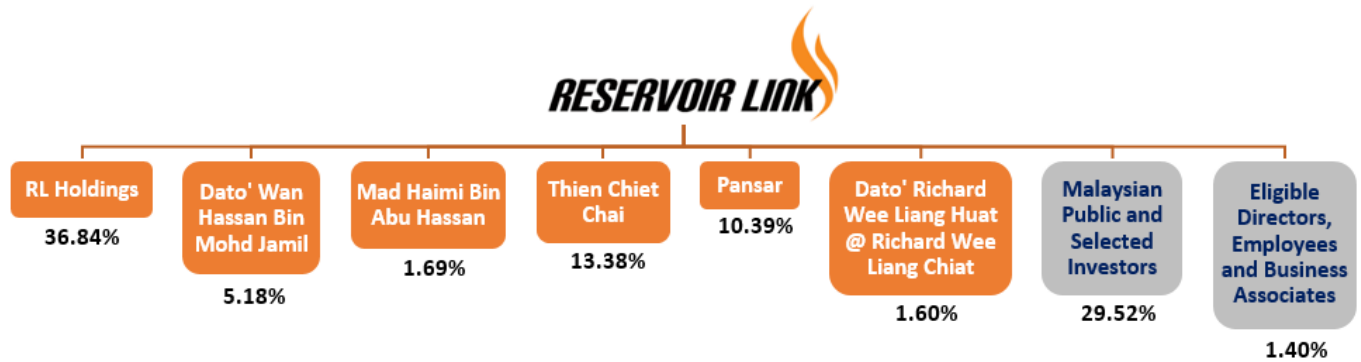 RESERVOIR LINK
RL Holdings
36.84%
Dato' Wan
Hassan Bin
Mohd Jamil
5.18%
Mad Haimi Bin
Abu Hassan
1.69%
Thien Chiet
Chai
13.38%
Pansar
10.39%
Dato' Richard
Wee Liang Huat
@ Richard Wee
Liang Chiat
1.60%
Malaysian
Public and
Selected
Investors
29.52%
Eligible
Directors,
Employees
and Business
Associates
1.40%